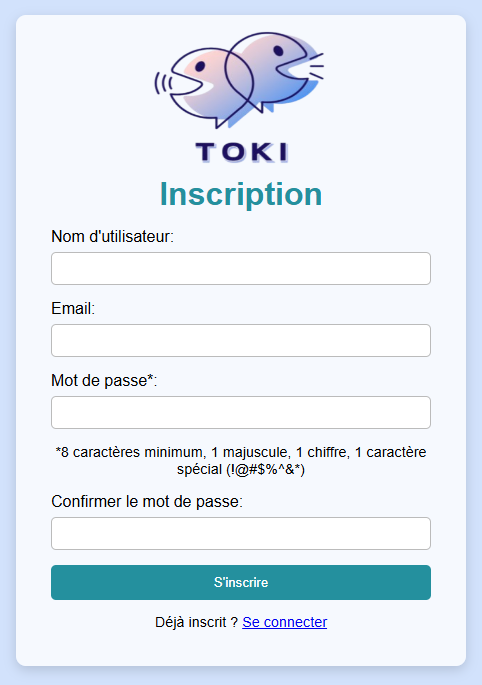 TOKI
Inscription
Nom d'utilisateur:
Email:
Mot de passe*:
*8 caractères minimum, 1 majuscule, 1 chiffre, 1 caractère
spécial (!@#$%^&*)
Confirmer le mot de passe:
S'inscrire
Déjà inscrit ? Se connecter